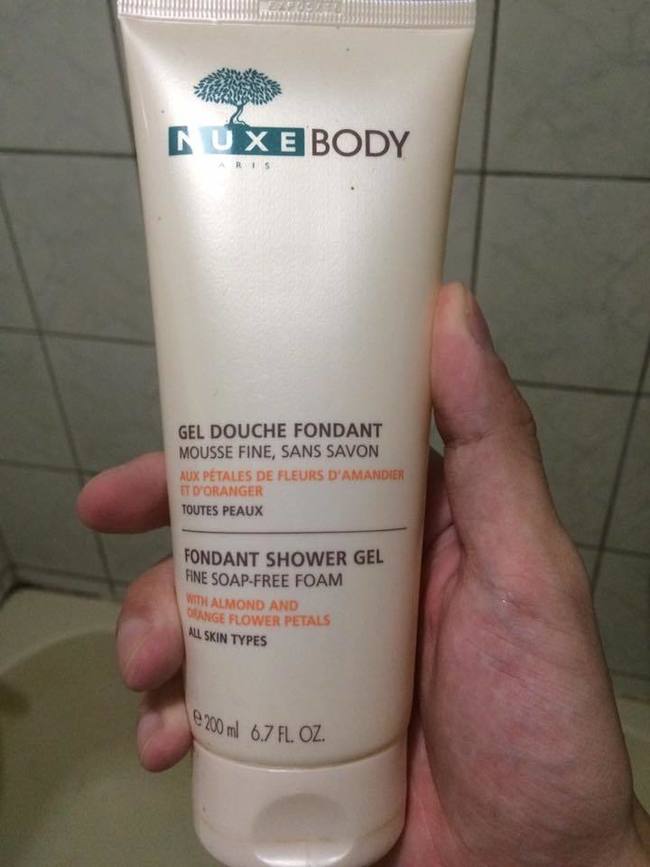 NUXE BODY
ARIS
GEL DOUCHE FONDANT
MOUSSE FINE, SANS SAVON
AUX PÉTALES DE FLEURS D'AMANDIER
ET D'ORANGER
TOUTES PEAUX
FONDANT SHOWER GEL
FINE SOAP-FREE FOAM
WITH ALMOND AND
ORANGE FLOWER PETALS
ALL SKIN TYPES
e 200 ml 6.7 FL. OZ.